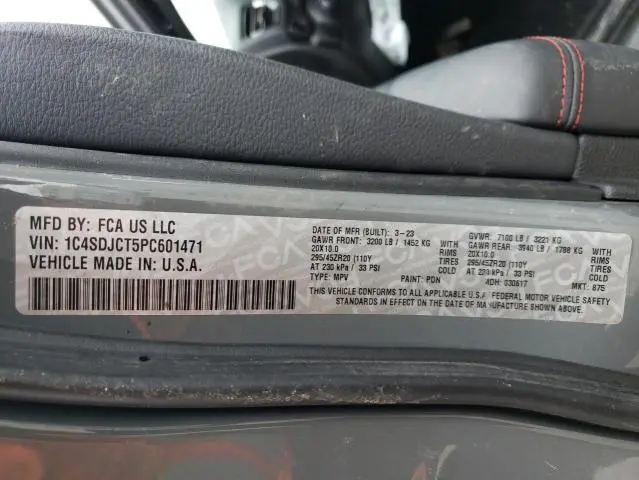 MFD BY: FCA US LLC
VIN: 1C4SDJCT5PC601471
VEHICLE MADE IN: U.S.A.
DATE OF MFR (BUILT): 3-23
GAWR FRONT: 3200 LB / 1452 KG
20X10.0 RIMS
295/45ZR20 (110Y TIRES
AT 230 kPa / 33 PSI COLD
TYPE: MPV PAINT: PDN
GVWR: 7100 LB / 3221 KG
GAWR REAR: 3940 LB / 1788 KG
20X10.0 RIMS
295/45ZR20 (110Y TIRES
AT 230 kPa / 33 PSI COLD
4DH: 030617 MKT: 875
THIS VEHICLE CONFORMS TO ALL APPLICABLE U.S.A. FEDERAL MOTOR VEHICLE SAFETY
STANDARDS IN EFFECT ON THE DATE OF MANUFACTURE SHOWN ABOVE.